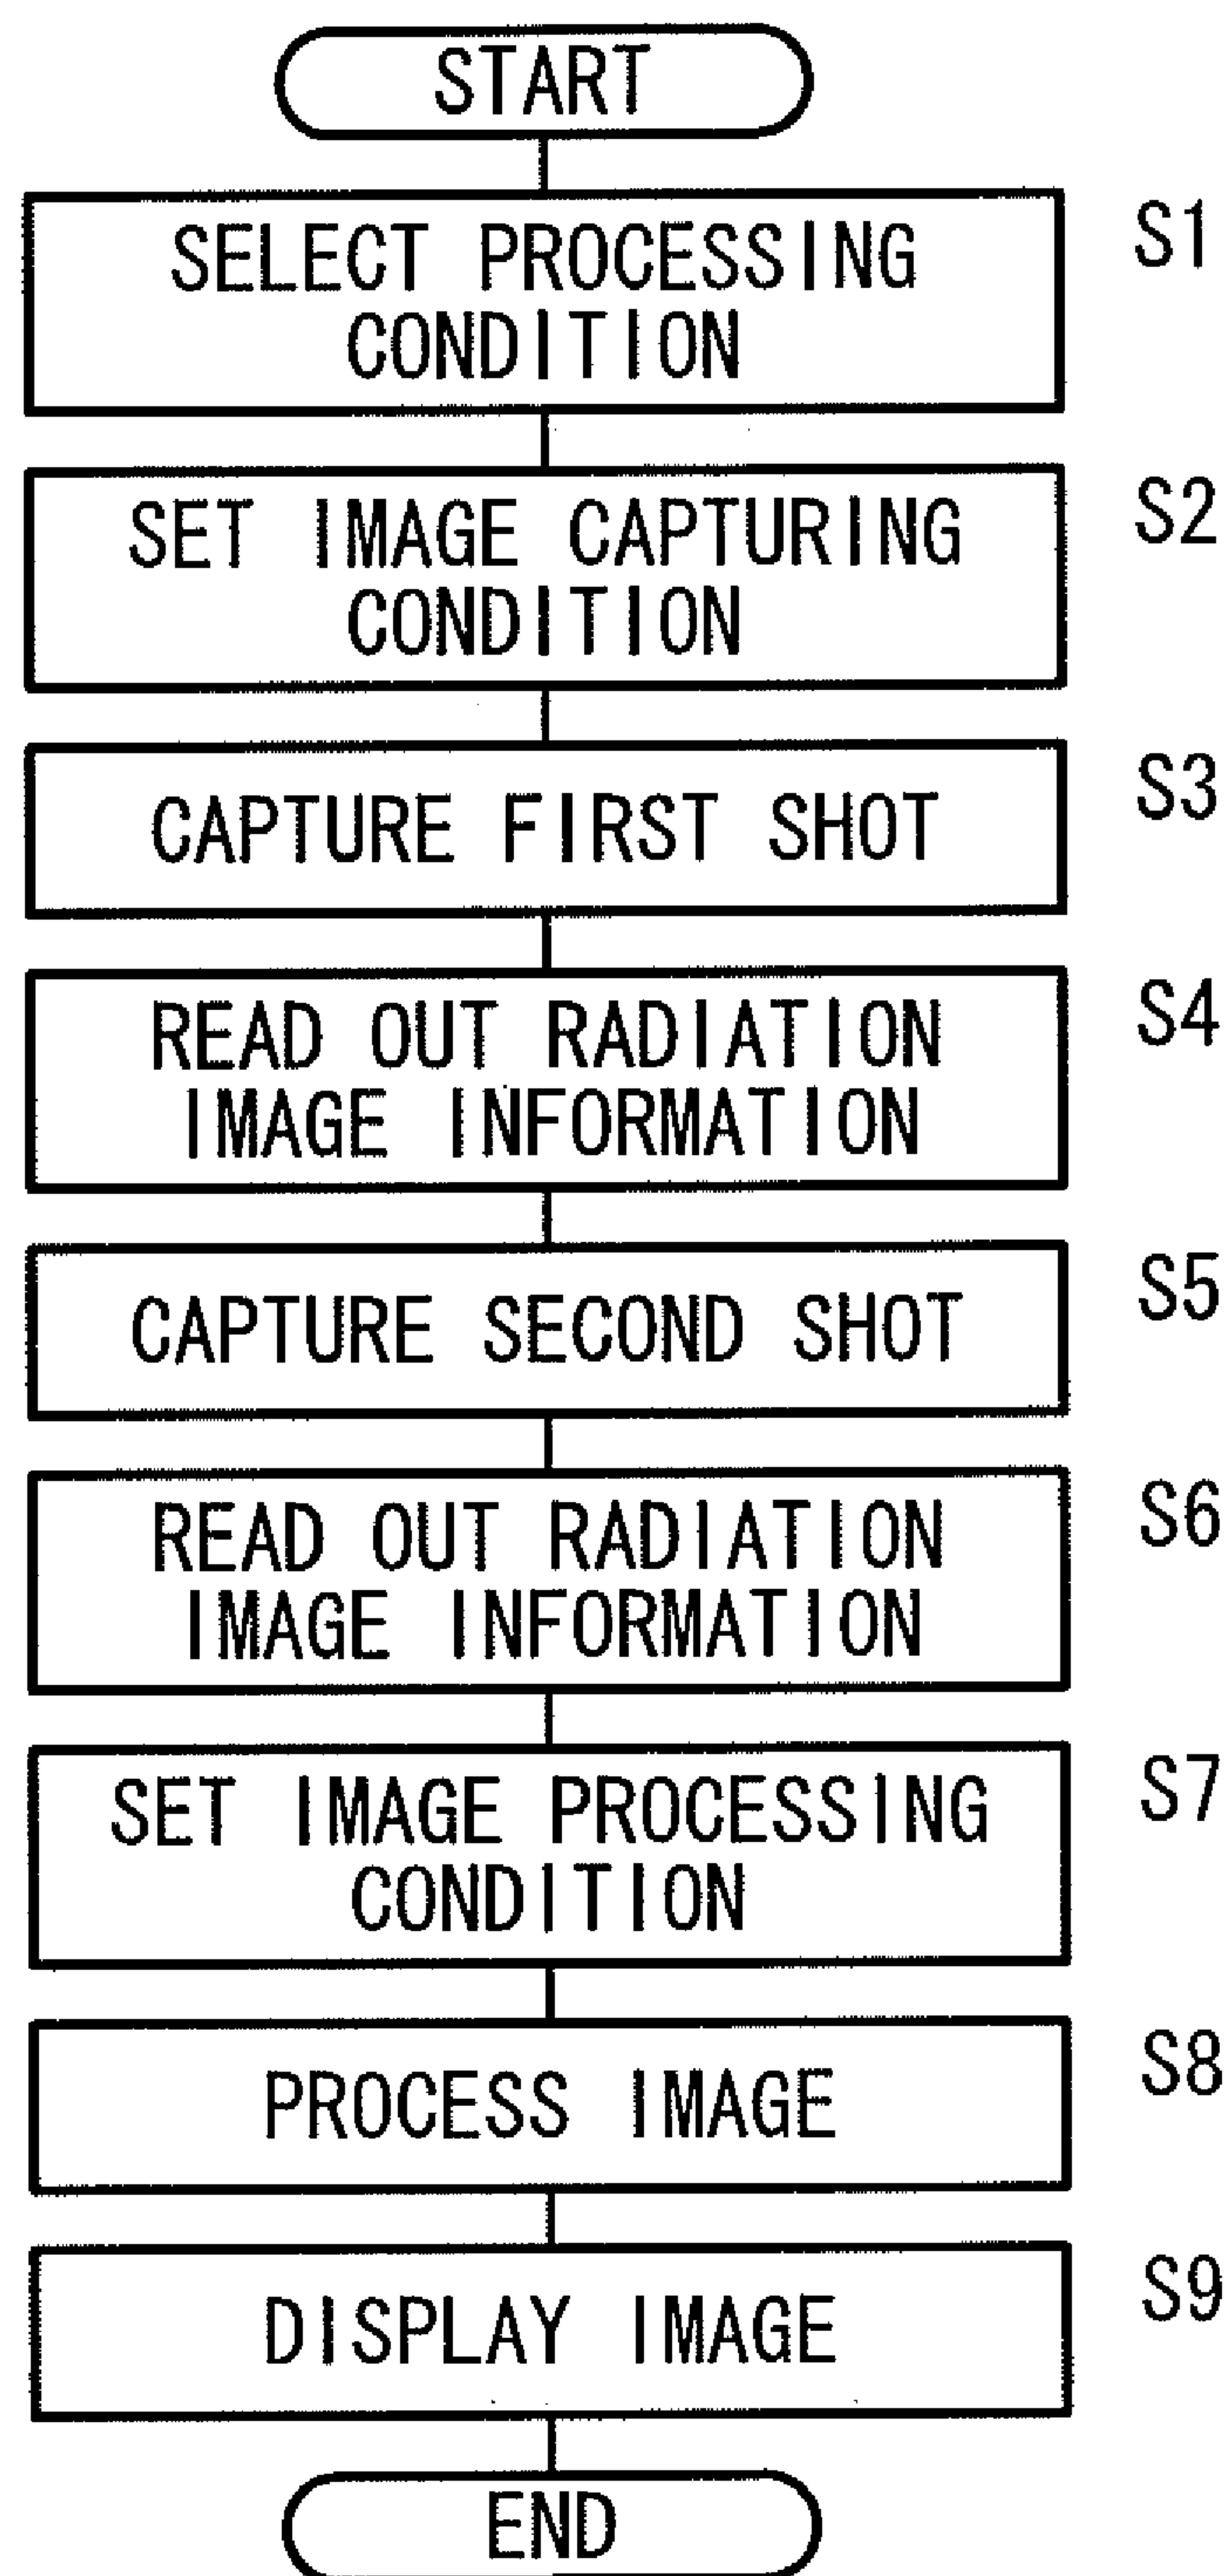 START
SELECT PROCESSING
CONDITION
S1
SET IMAGE CAPTURING
CONDITION
S2
CAPTURE FIRST SHOT
S3
READ OUT RADIATION
IMAGE INFORMATION
S4
CAPTURE SECOND SHOT
S5
READ OUT RADIATION
IMAGE INFORMATION
S6
SET IMAGE PROCESSING
CONDITION
S7
PROCESS IMAGE
S8
DISPLAY IMAGE
S9
END